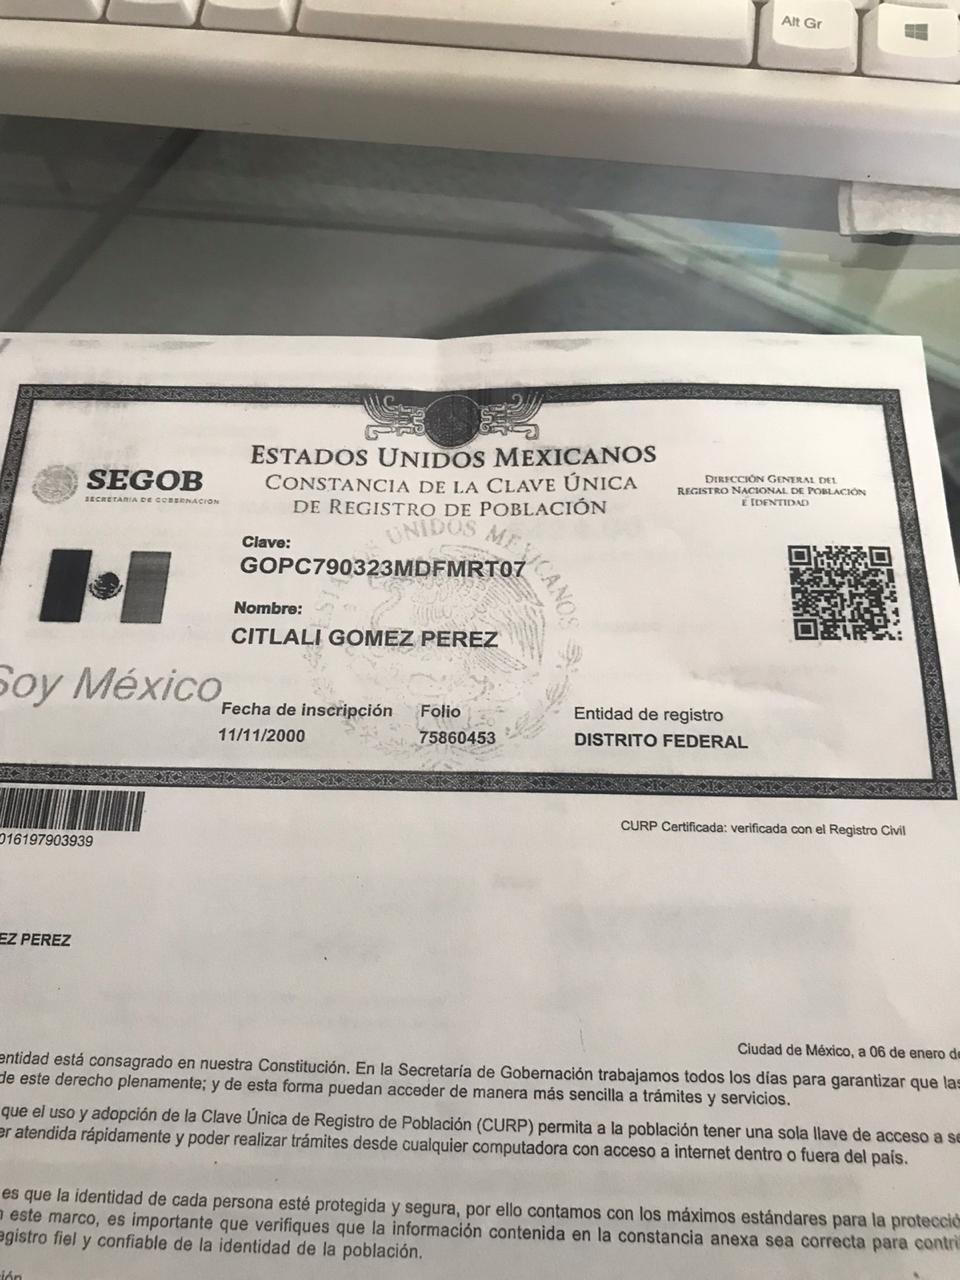 Alt Gr
ESTADOS UNIDOS MEXICANOS
CONSTANCIA DE LA CLAVE ÚNICA
DE REGISTRO DE POBLACIÓN
SEGOB
SECRETARÍA DE GOBERNACIÓN
DIRECCIÓN GENERAL DEL
REGISTRO NACIONAL DE POBLACIÓN
E IDENTIDAD
ESTADOS UNIDOS MEXICANOS
Clave:
GOPC790323MDFMRT07
Nombre:
CITLALI GOMEZ PEREZ
Soy México
Fecha de inscripción Folio Entidad de registro
11/11/2000 75860453 DISTRITO FEDERAL
016197903939
CURP Certificada: verificada con el Registro Civil
EZ PEREZ
Ciudad de México, a 06 de enero de
entidad está consagrado en nuestra Constitución. En la Secretaría de Gobernación trabajamos todos los días para garantizar que las
de este derecho plenamente; y de esta forma puedan acceder de manera más sencilla a trámites y servicios.
que el uso y adopción de la Clave Única de Registro de Población (CURP) permita a la población tener una sola llave de acceso a se
er atendida rápidamente y poder realizar trámites desde cualquier computadora con acceso a internet dentro o fuera del país.
es que la identidad de cada persona esté protegida y segura, por ello contamos con los máximos estándares para la protecció
n este marco, es importante que verifiques que la información contenida en la constancia anexa sea correcta para contri
egistro fiel y confiable de la identidad de la población.